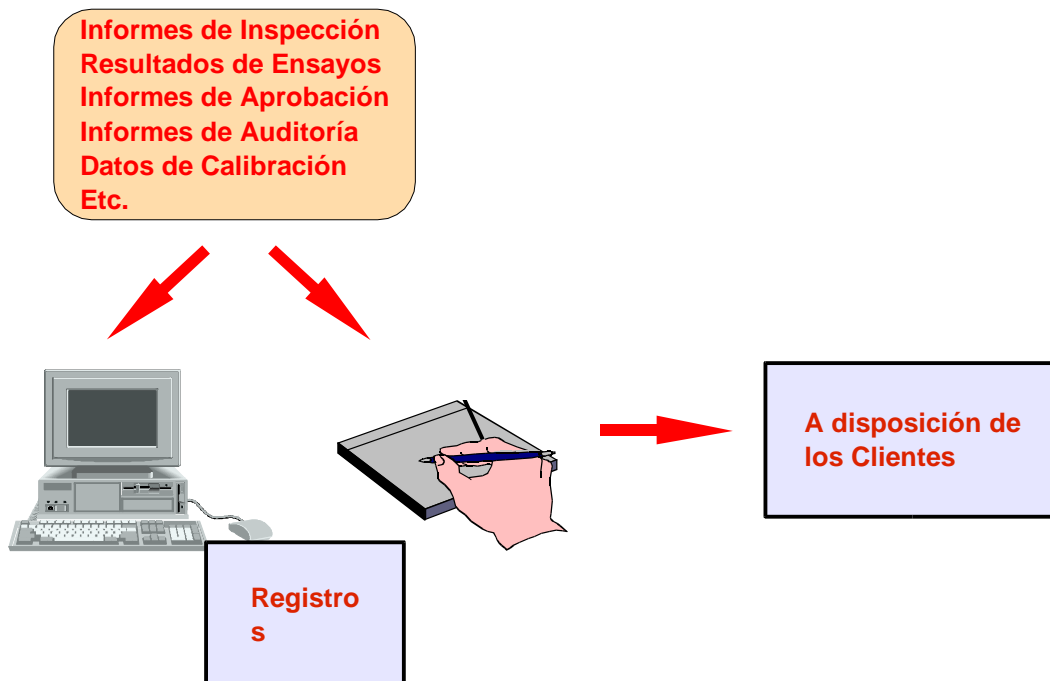 Informes de Inspección
Resultados de Ensayos
Informes de Aprobación
Informes de Auditoría
Datos de Calibración
Etc.
A disposición de
los Clientes
Registro
s